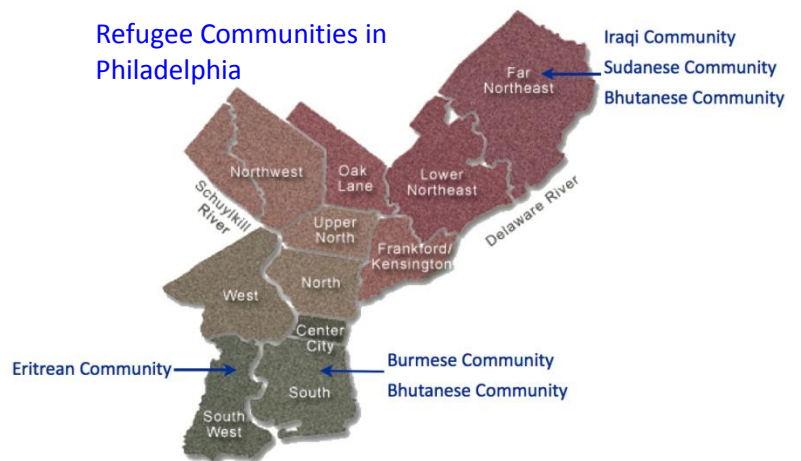 Refugee Communities in
Philadelphia
Iraqi Community
Sudanese Community
Bhutanese Community
Far
Northeast
Northwest
Oak
Lane
Lower
Northeast
Schuylkill
River
Delaware River
Upper
North
Frankford/
Kensington
West
North
Center
City
Eritrean Community
Burmese Community
Bhutanese Community
South
South
West